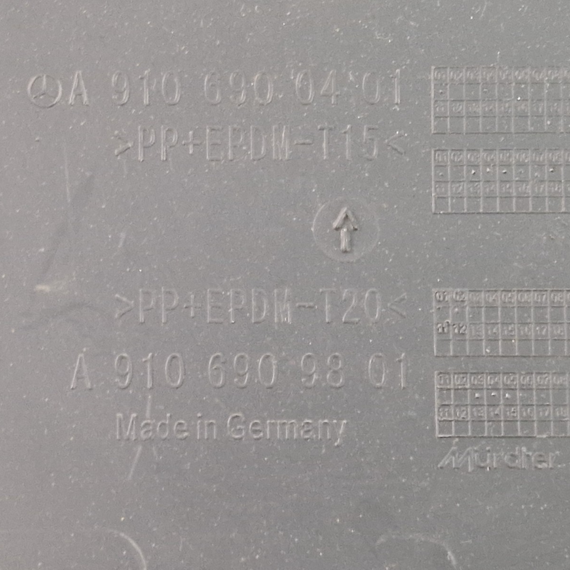 A 910 690 04 01
>PP+EPDM-T15<
>PP+EPDM-T20<
A 910 690 98 01
Made in Germany
Mürdter